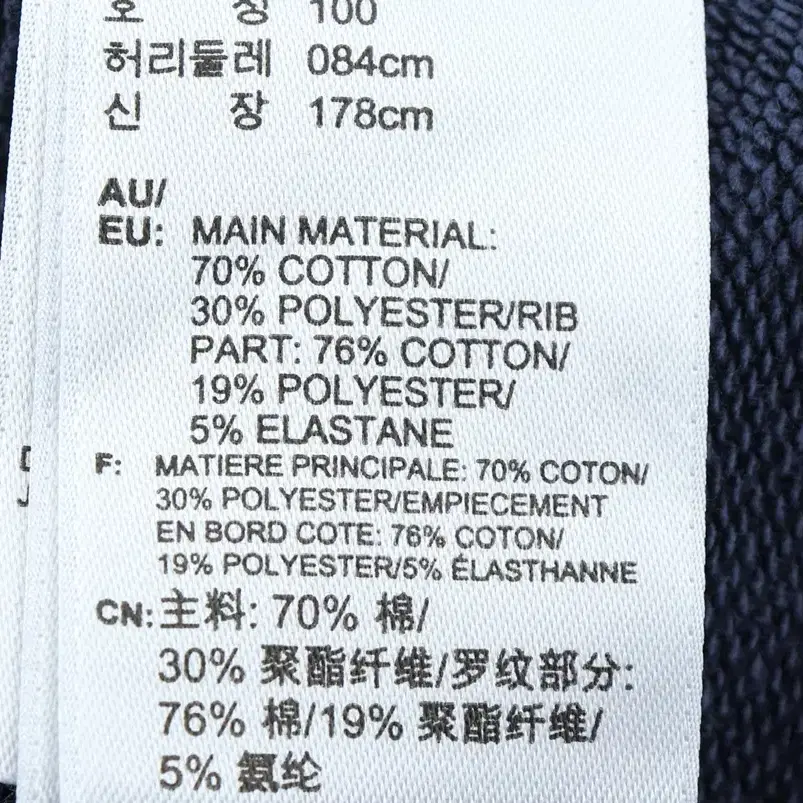 호 칭 100
허리둘레 084cm
신 장 178cm
AU/
EU: MAIN MATERIAL:
70% COTTON/
30% POLYESTER/RIB
PART: 76% COTTON/
19% POLYESTER/
5% ELASTANE
F: MATIERE PRINCIPALE: 70% COTON/
30% POLYESTER/EMPIECEMENT
EN BORD COTE: 76% COTON/
19% POLYESTER/5% ÉLASTHANNE
CN: 主料: 70% 棉/
30% 聚酯纤维/罗纹部分:
76% 棉/19% 聚酯纤维/
5% 氨纶